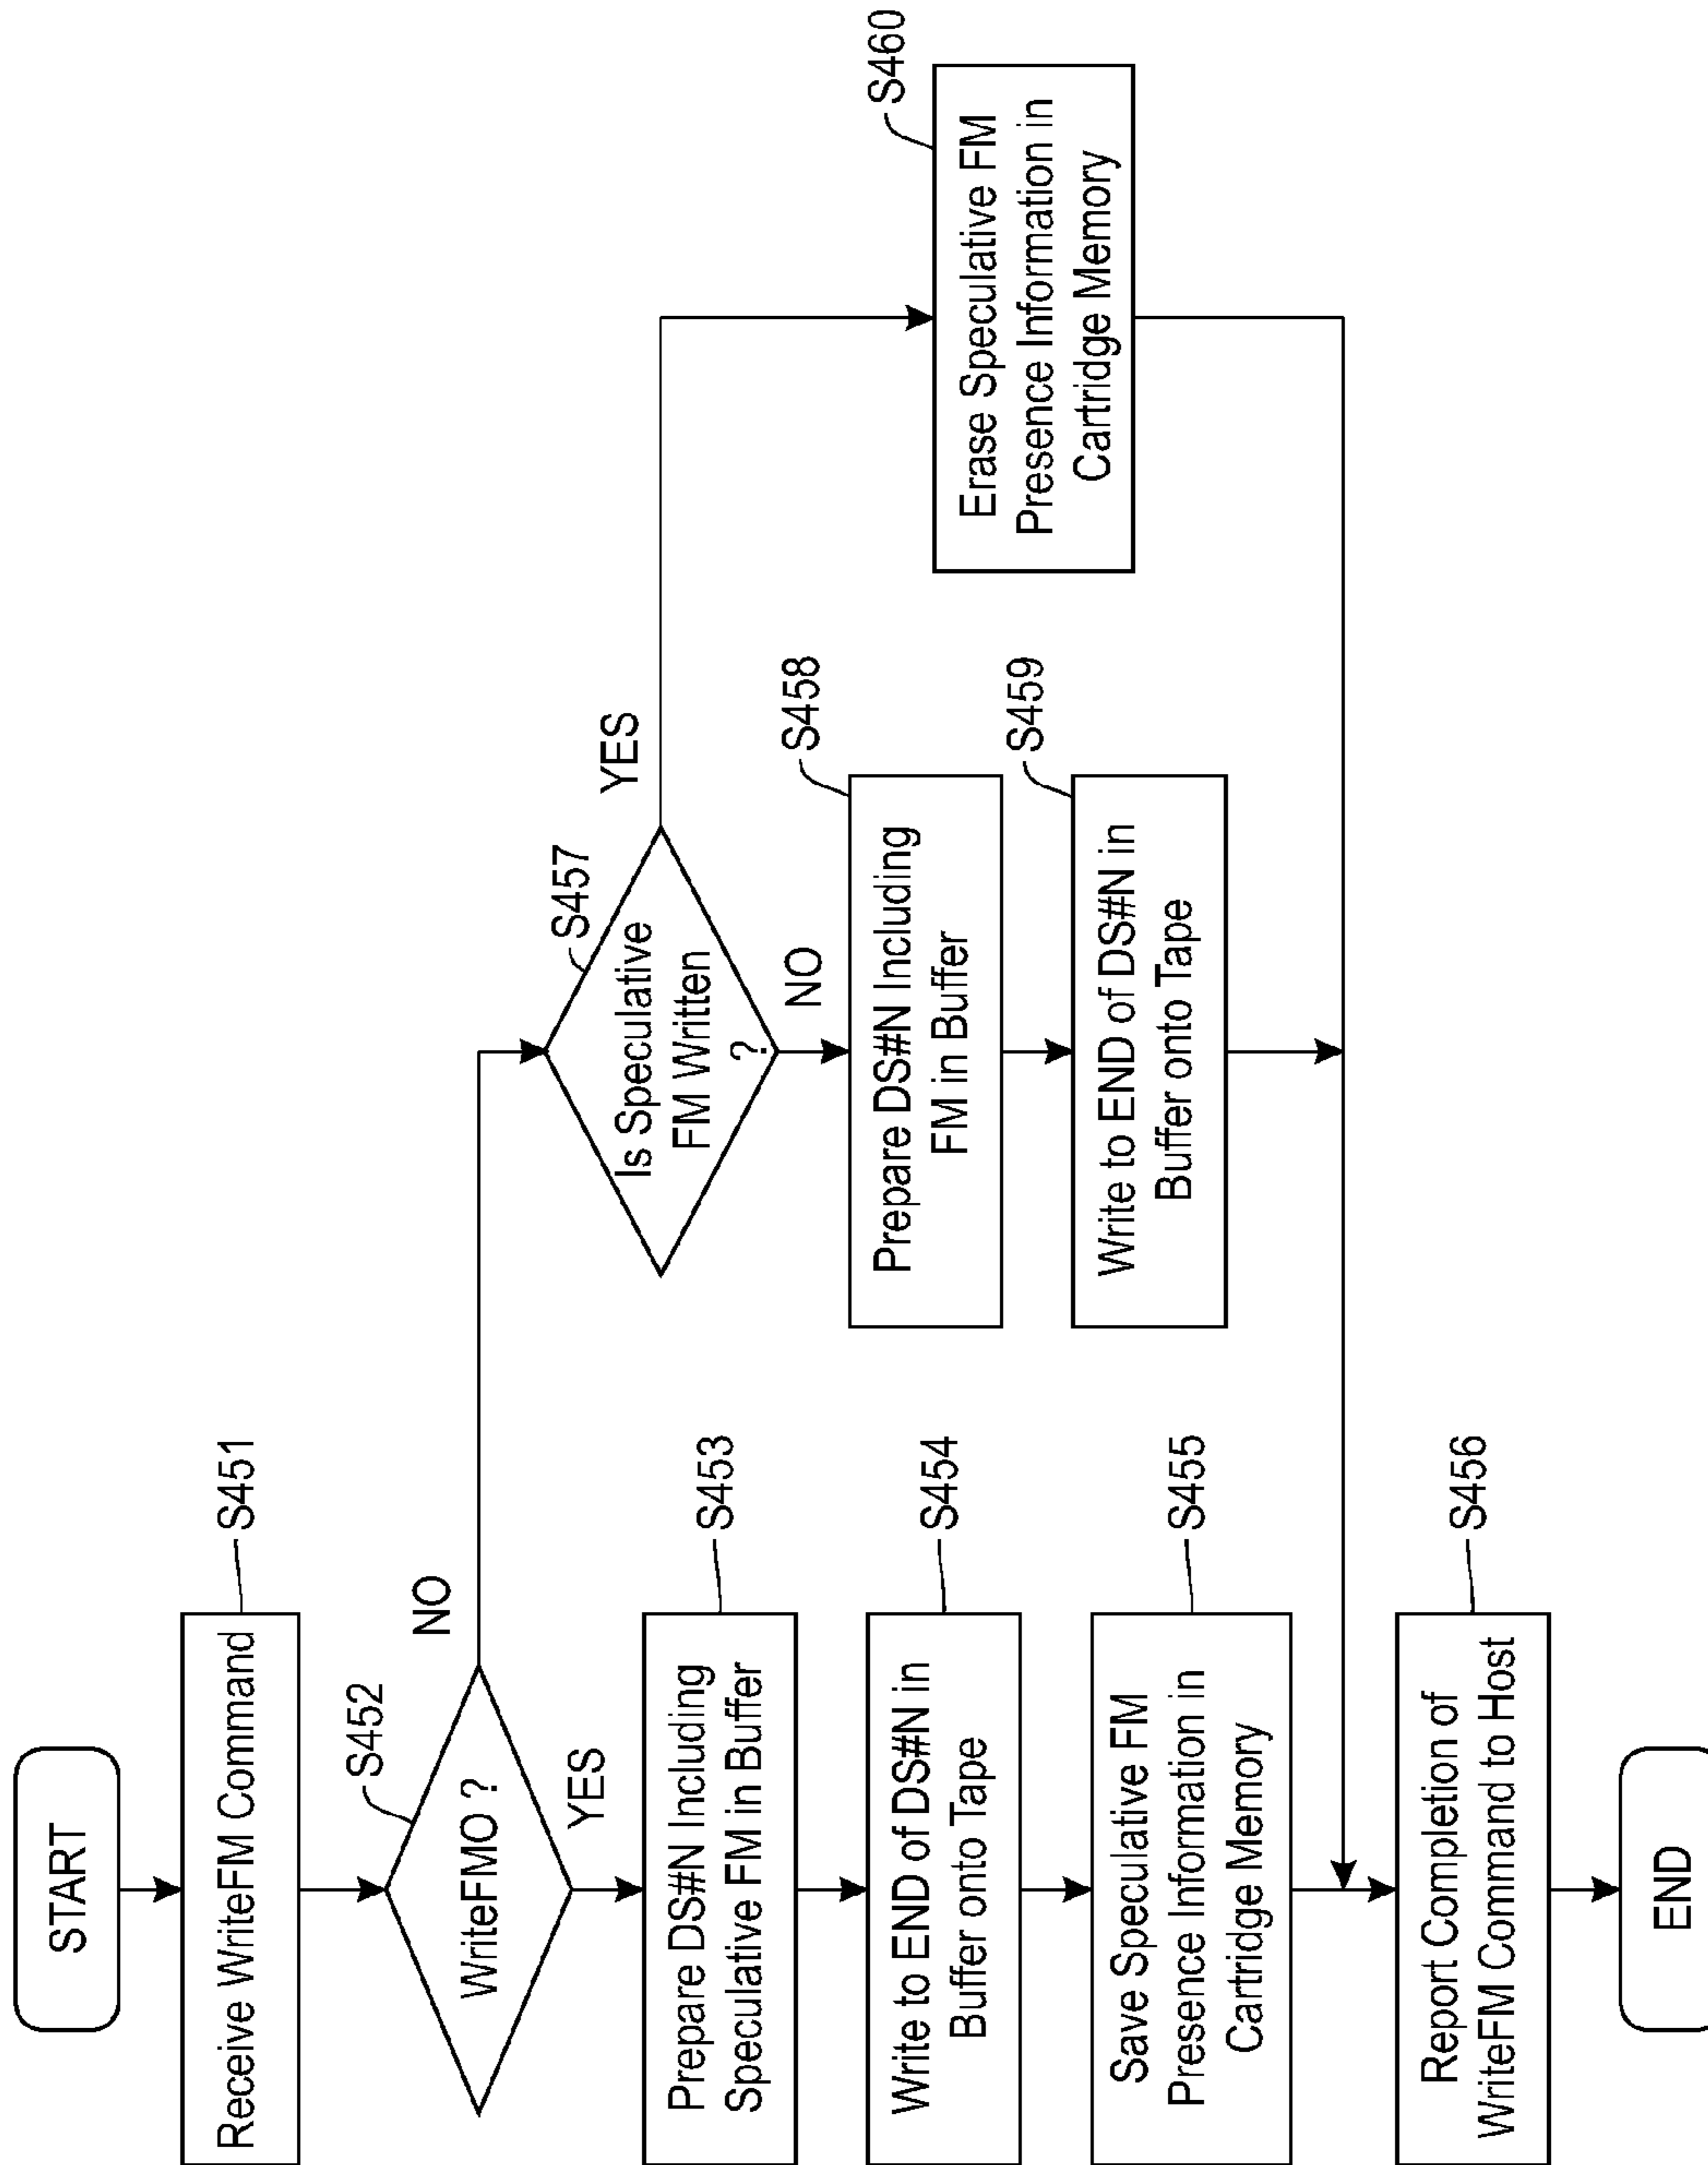 START
Receive WriteFM Command
S451
WriteFM0 ?
S452
NO
YES
Prepare DS#N Including
Speculative FM in Buffer
S453
Write to END of DS#N in
Buffer onto Tape
S454
Save Speculative FM
Presence Information in
Cartridge Memory
S455
Report Completion of
WriteFM Command to Host
S456
END
Is Speculative
FM Written
?
S457
YES
NO
Prepare DS#N Including
FM in Buffer
S458
Write to END of DS#N in
Buffer onto Tape
S459
Erase Speculative FM
Presence Information in
Cartridge Memory
S460